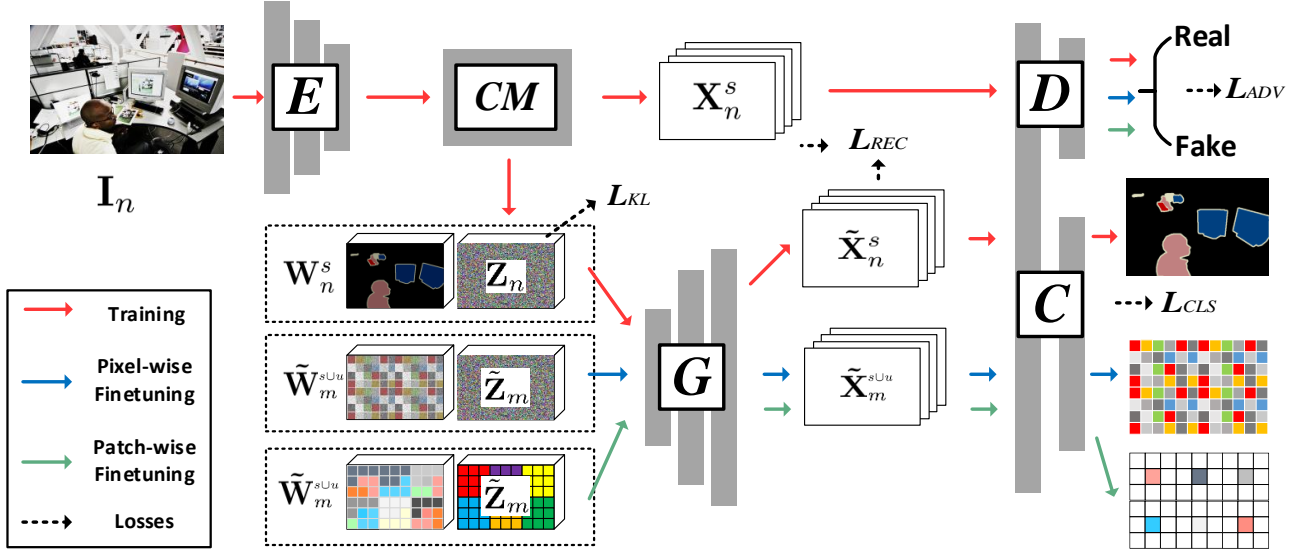 I_n
E
CM
X_n^s
D
Real
Fake
L_ADV
L_REC
L_KL
W_n^s
Z_n
X̃_n^s
C
L_CLS
Training
Pixel-wise
Finetuning
Patch-wise
Finetuning
Losses
W̃_m^{s∪u}
Z̃_m
G
X̃_m^{s∪u}
W̃_m^{s∪u}
Z̃_m